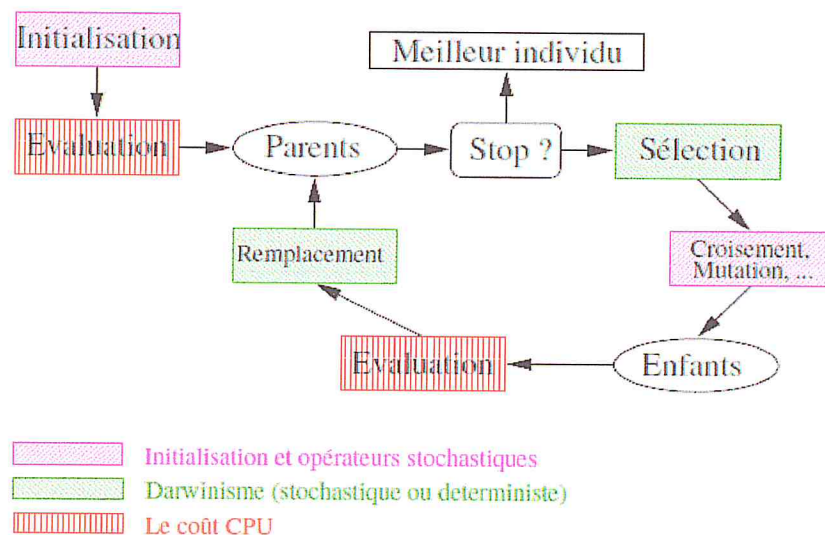 Initialisation
Meilleur individu
Evaluation
Parents
Stop ?
Sélection
Remplacement
Croisement,
Mutation, ...
Evaluation
Enfants
Initialisation et opérateurs stochastiques
Darwinisme (stochastique ou deterministe)
Le coût CPU